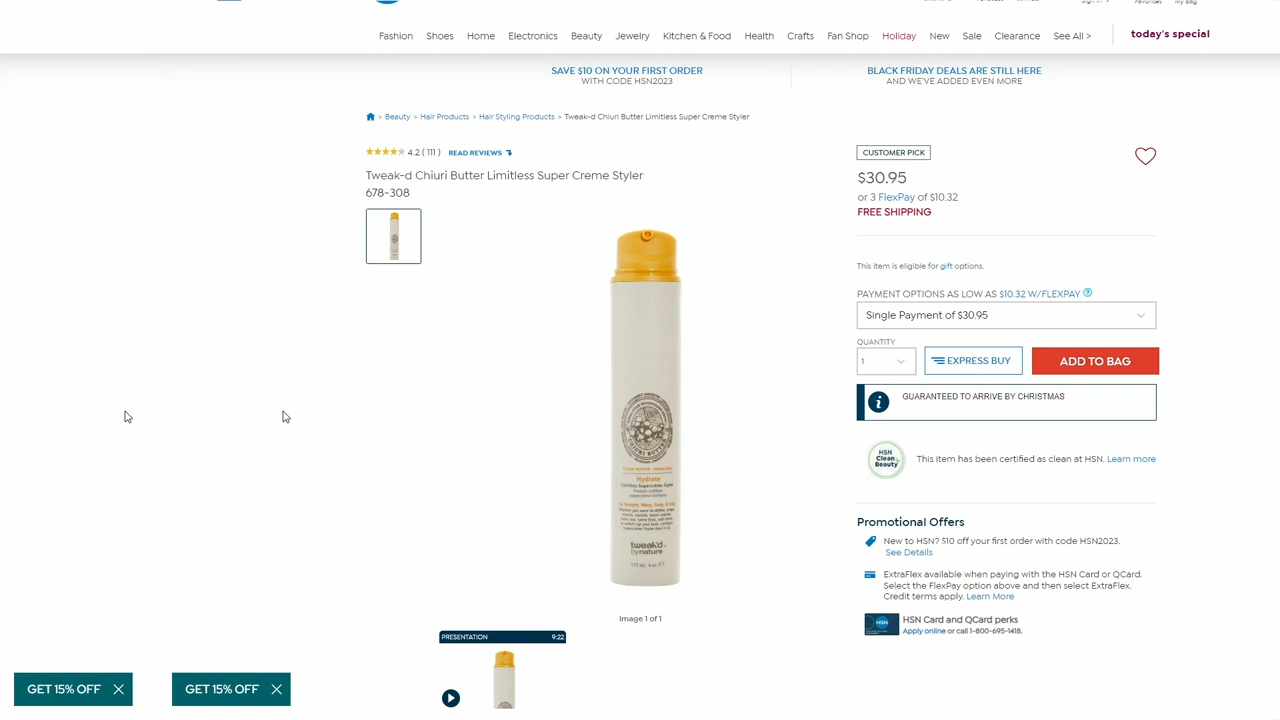 Fashion Shoes Home Electronics Beauty Jewelry Kitchen & Food Health Crafts Fan Shop Holiday New Sale Clearance See All > today's special
SAVE $10 ON YOUR FIRST ORDER
WITH CODE HSN2023
BLACK FRIDAY DEALS ARE STILL HERE
AND WE'VE ADDED EVEN MORE
> Beauty > Hair Products > Hair Styling Products > Tweak-d Chiuri Butter Limitless Super Creme Styler
4.2 ( 111 ) READ REVIEWS
Tweak-d Chiuri Butter Limitless Super Creme Styler
678-308
CHIURI BUTTER
Hydrate
Limitless Supercrème Styler
tweak'd
by nature
Image 1 of 1
PRESENTATION 9:22
CUSTOMER PICK
$30.95
or 3 FlexPay of $10.32
FREE SHIPPING
This item is eligible for gift options.
PAYMENT OPTIONS AS LOW AS $10.32 W/FLEXPAY ?
Single Payment of $30.95
QUANTITY
1 EXPRESS BUY ADD TO BAG
i GUARANTEED TO ARRIVE BY CHRISTMAS
HSN
Clean
Beauty
This item has been certified as clean at HSN. Learn more
Promotional Offers
New to HSN? $10 off your first order with code HSN2023.
See Details
ExtraFlex available when paying with the HSN Card or QCard.
Select the FlexPay option above and then select ExtraFlex.
Credit terms apply. Learn More
HSN
HSN Card and QCard perks
Apply online or call 1-800-695-1418.
GET 15% OFF
GET 15% OFF